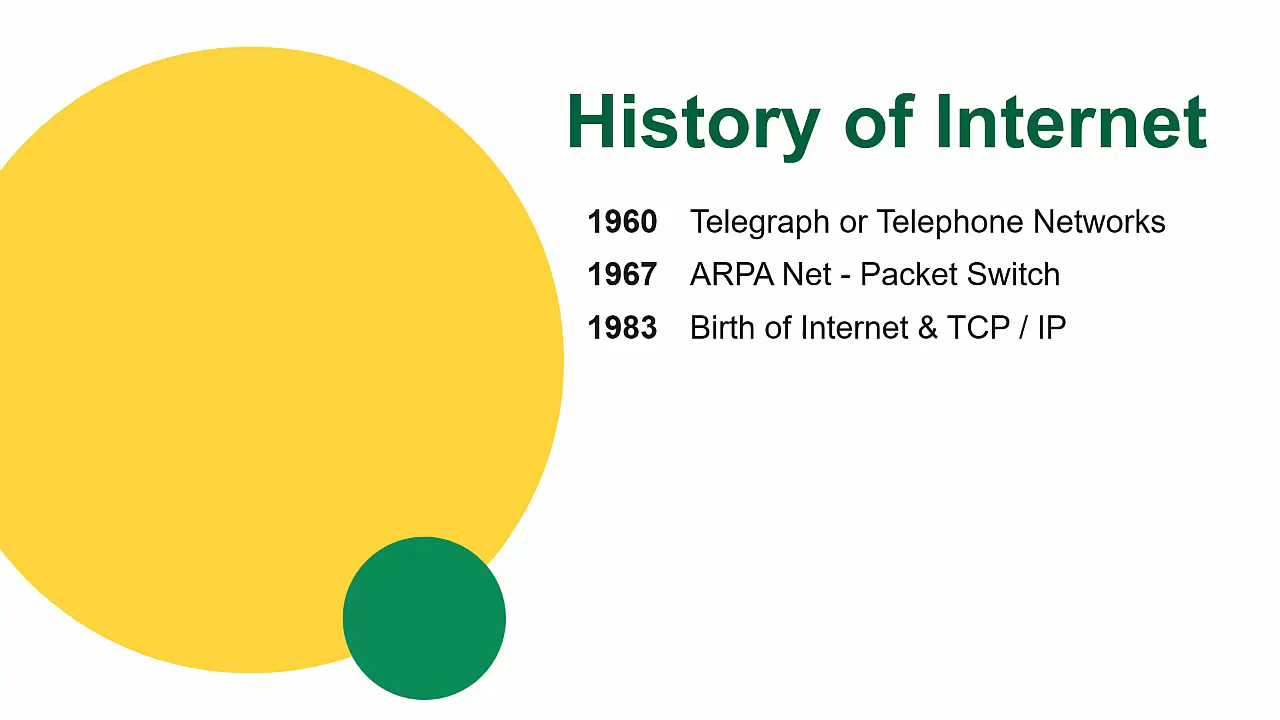 History of Internet
1960 Telegraph or Telephone Networks
1967 ARPA Net - Packet Switch
1983 Birth of Internet & TCP / IP